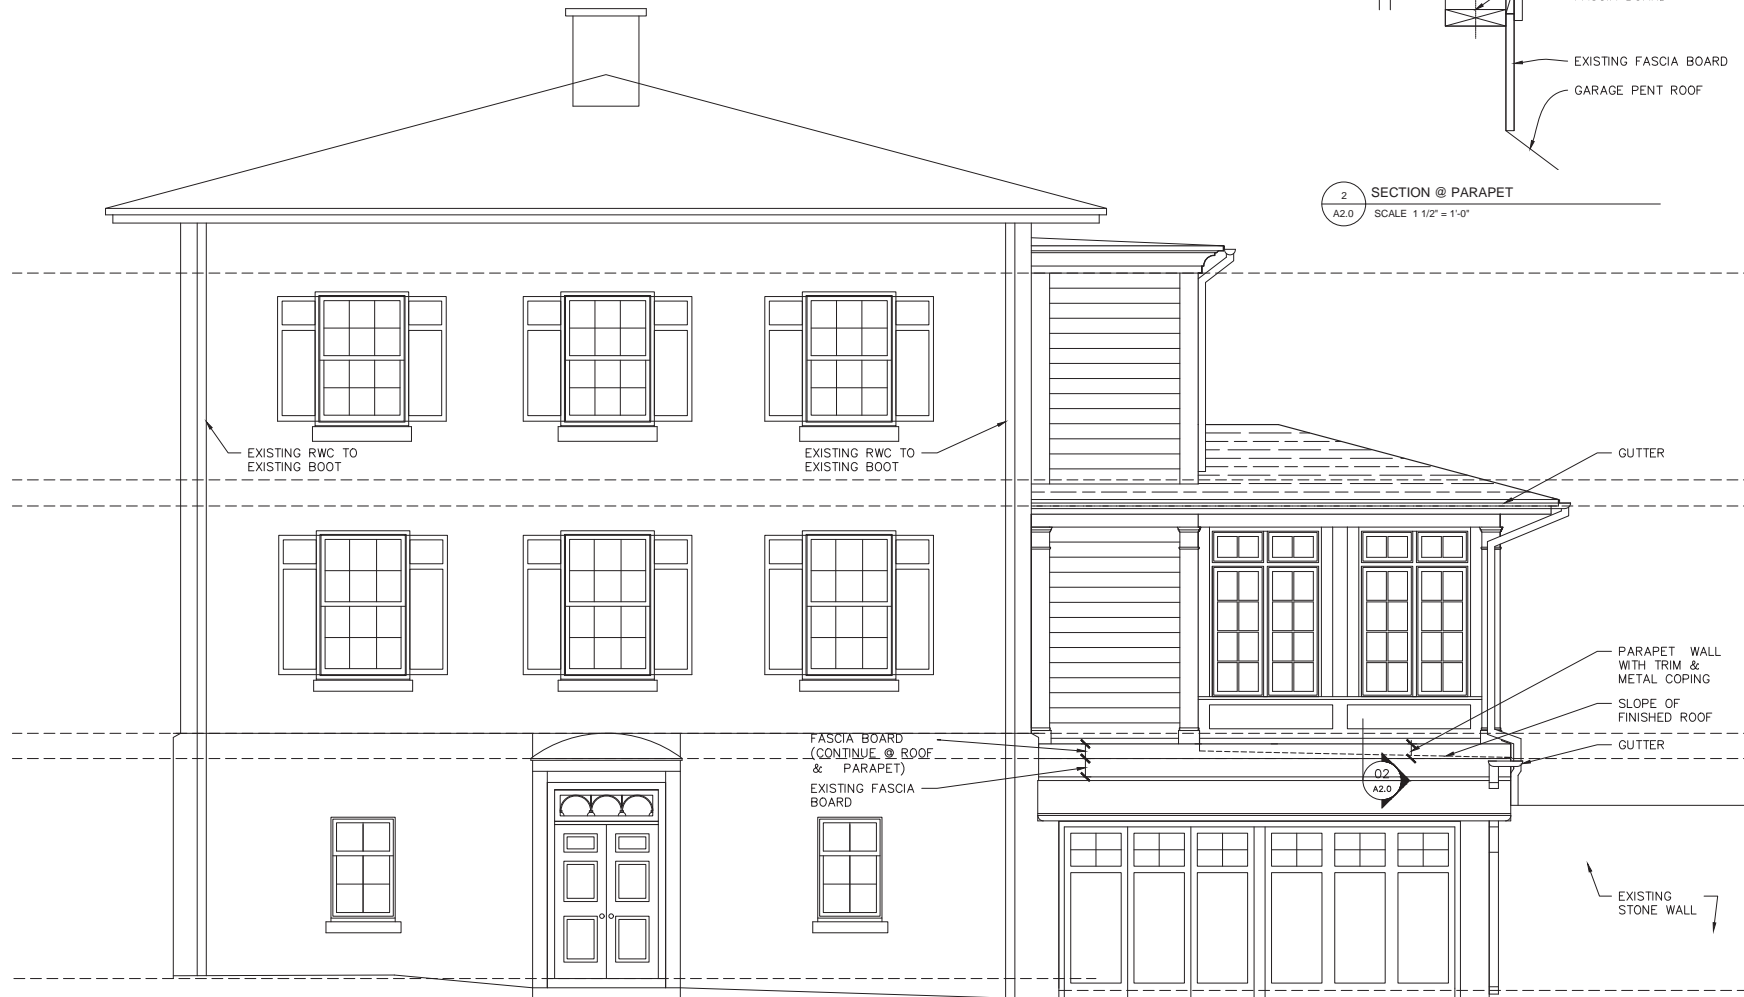 EXISTING FASCIA BOARD
GARAGE PENT ROOF
2
A2.0
SECTION @ PARAPET
SCALE 1 1/2" = 1'-0"
EXISTING RWC TO
EXISTING BOOT
EXISTING RWC TO
EXISTING BOOT
GUTTER
PARAPET WALL
WITH TRIM &
METAL COPING
SLOPE OF
FINISHED ROOF
GUTTER
FASCIA BOARD
(CONTINUE @ ROOF
& PARAPET)
EXISTING FASCIA
BOARD
02
A2.0
EXISTING
STONE WALL